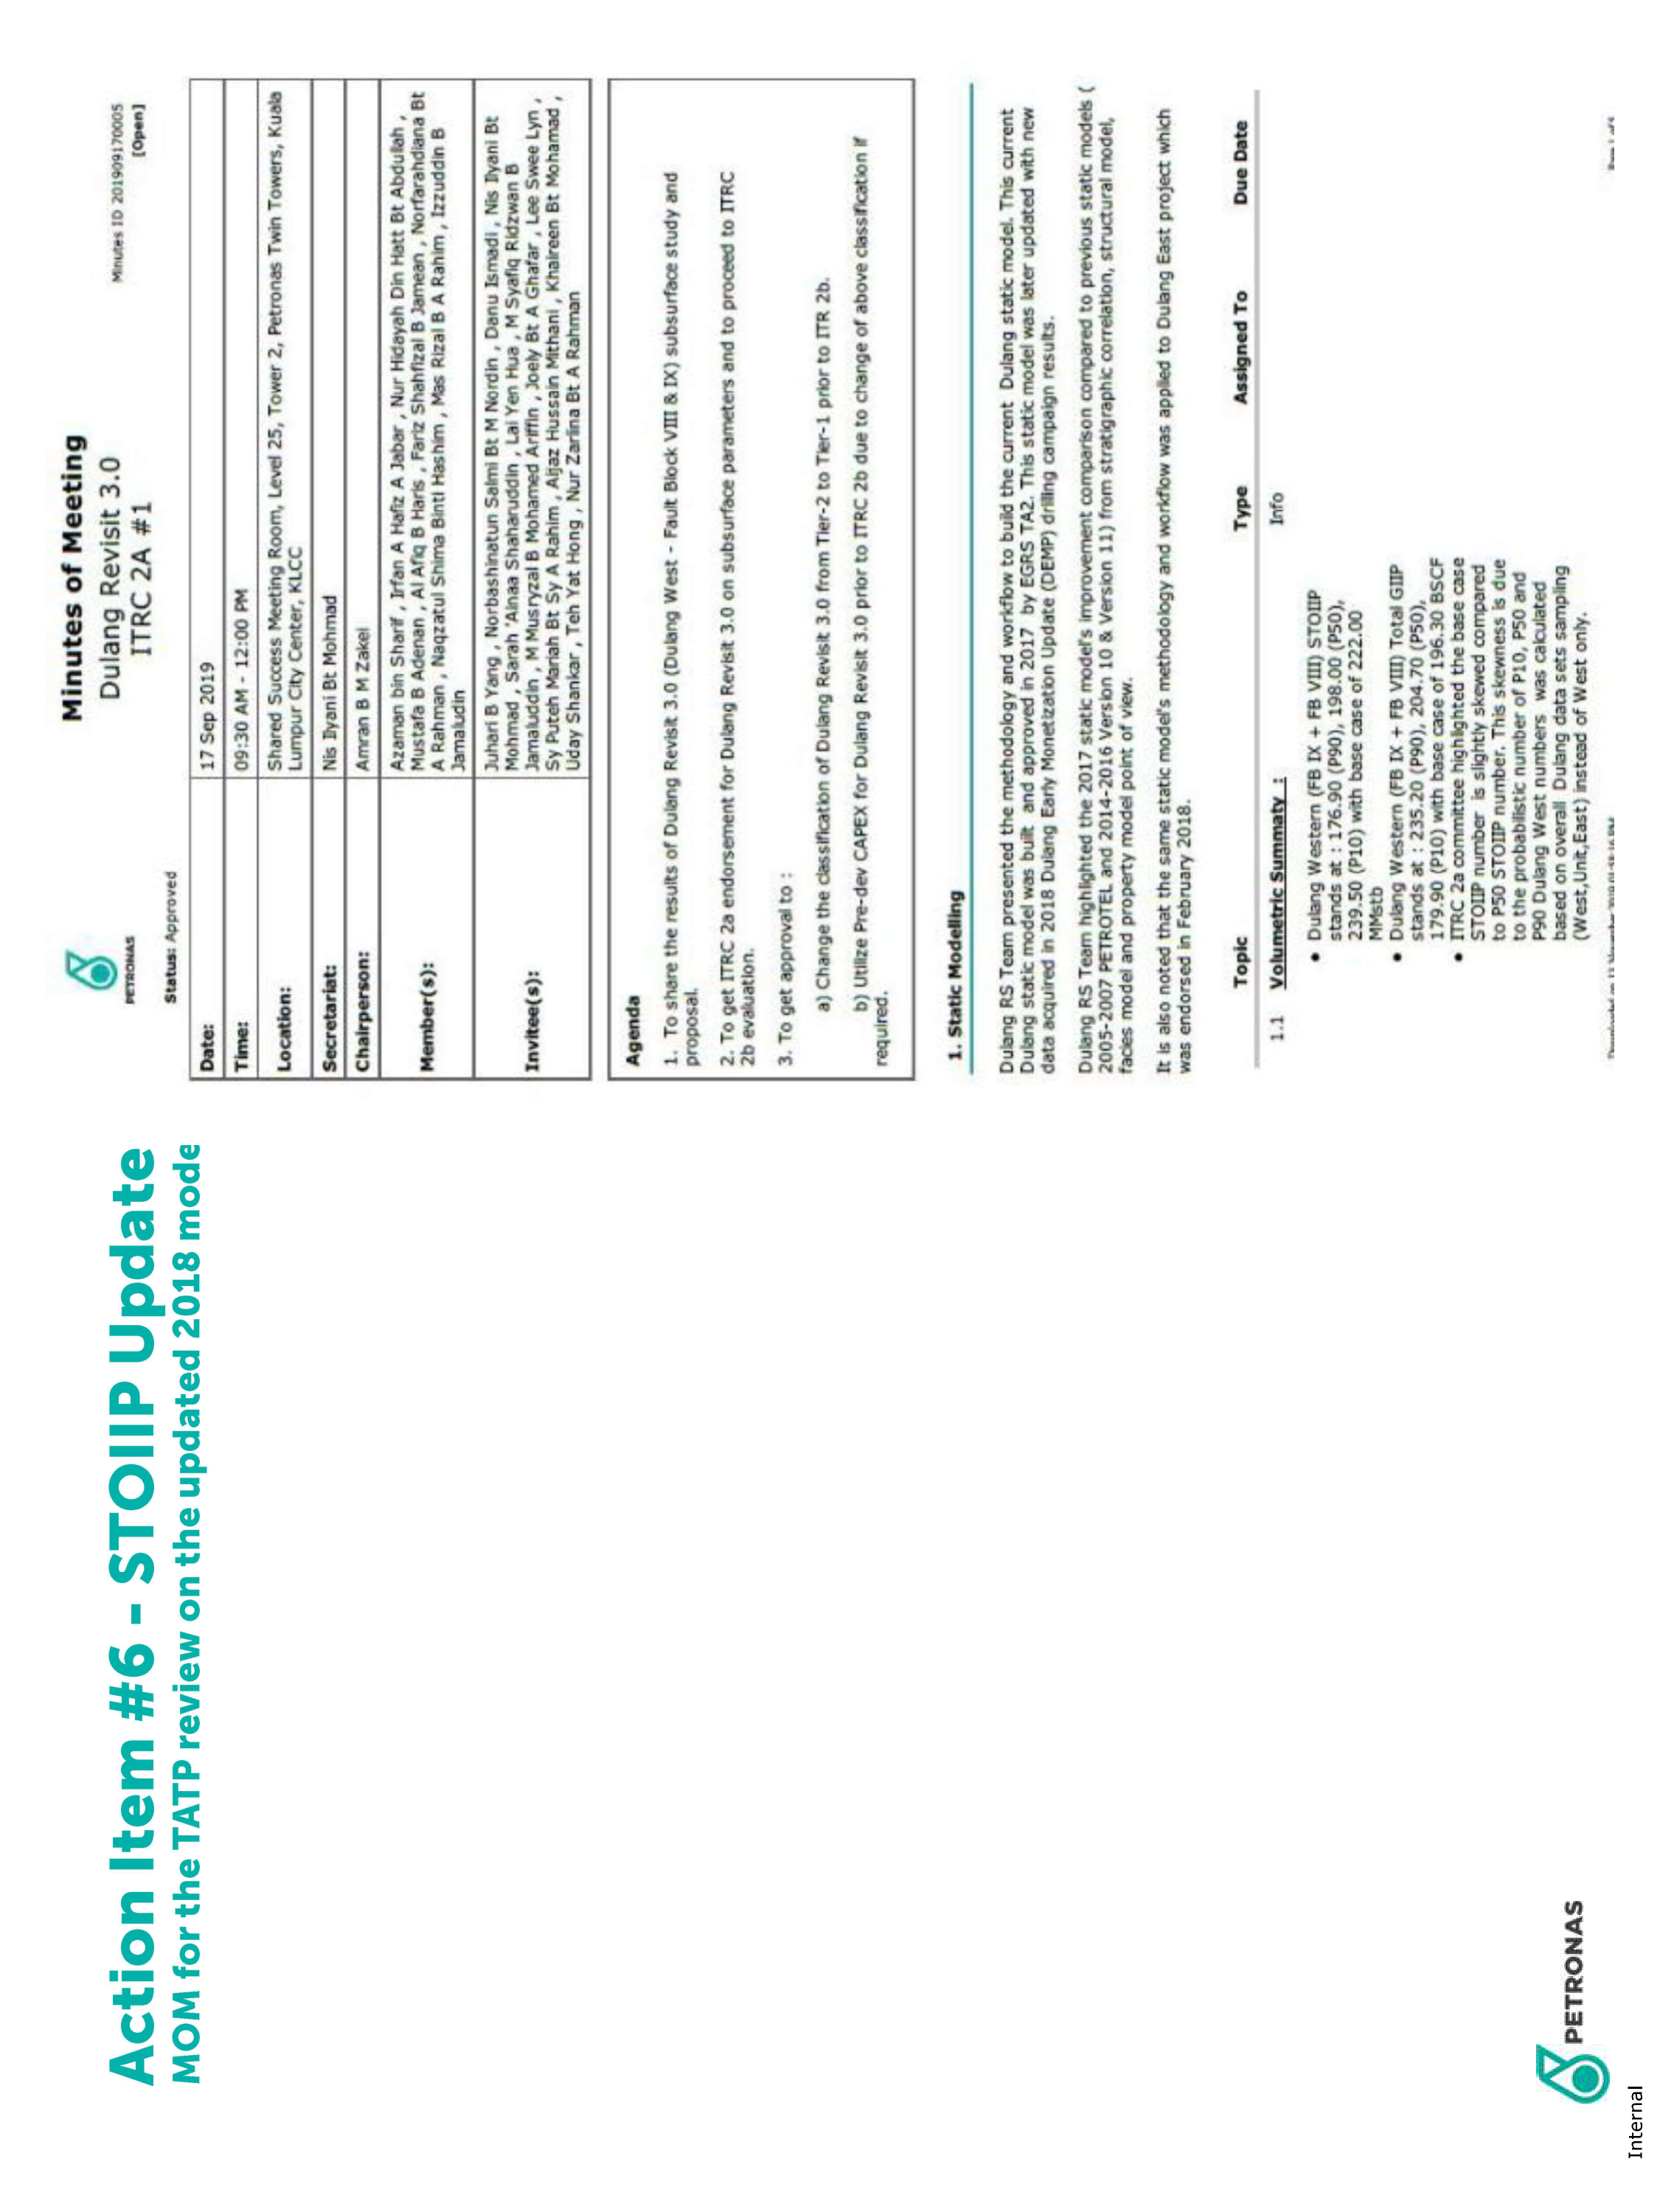 Action Item #6 - STOIIP Update
MOM for the TATP review on the updated 2018 mode
PETRONAS
Internal
PETRONAS
Minutes of Meeting
Dulang Revisit 3.0
ITRC 2A #1
Minutes ID 201909170005
[Open]
Status: Approved
Date: 17 Sep 2019
Time: 09:30 AM - 12:00 PM
Location: Shared Success Meeting Room, Level 25, Tower 2, Petronas Twin Towers, Kuala
Lumpur City Center, KLCC
Secretariat: Nis Ilyani Bt Mohmad
Chairperson: Amran B M Zakei
Member(s): Azaman bin Sharif , Irfan A Hafiz A Jabar , Nur Hidayah Din Hatt Bt Abdullah ,
Mustafa B Adenan , Al Afiq B Haris , Fariz Shahfizal B Jamean , Norfarahdiana Bt
A Rahman , Naqzatul Shima Binti Hashim , Mas Rizal B A Rahim , Izzuddin B
Jamaludin
Invitee(s): Juhari B Yang , Norbashinatun Salmi Bt M Nordin , Danu Ismadi , Nis Ilyani Bt
Mohmad , Sarah 'Ainaa Shaharuddin , Lai Yen Hua , M Syafiq Ridzwan B
Jamaluddin , M Musryzal B Mohamed Ariffin , Joely Bt A Ghafar , Lee Swee Lyn ,
Sy Puteh Mariah Bt Sy A Rahim , Aijaz Hussain Mithani , Khaireen Bt Mohamad ,
Uday Shankar , Teh Yat Hong , Nur Zarlina Bt A Rahman
Agenda
1. To share the results of Dulang Revisit 3.0 (Dulang West - Fault Block VIII & IX) subsurface study and
proposal.
2. To get ITRC 2a endorsement for Dulang Revisit 3.0 on subsurface parameters and to proceed to ITRC
2b evaluation.
3. To get approval to :
a) Change the classification of Dulang Revisit 3.0 from Tier-2 to Tier-1 prior to ITR 2b.
b) Utilize Pre-dev CAPEX for Dulang Revisit 3.0 prior to ITRC 2b due to change of above classification if
required.
1. Static Modelling
Dulang RS Team presented the methodology and workflow to build the current Dulang static model. This current
Dulang static model was built and approved in 2017 by EGRS TA2. This static model was later updated with new
data acquired in 2018 Dulang Early Monetization Update (DEMP) drilling campaign results.
Dulang RS Team highlighted the 2017 static model's improvement comparison compared to previous static models (
2005-2007 PETROTEL and 2014-2016 Version 10 & Version 11) from stratigraphic correlation, structural model,
facies model and property model point of view.
It is also noted that the same static model's methodology and workflow was applied to Dulang East project which
was endorsed in February 2018.
Topic Type Assigned To Due Date
1.1 Volumetric Summaty : Info
• Dulang Western (FB IX + FB VIII) STOIIP
stands at : 176.90 (P90), 198.00 (P50),
239.50 (P10) with base case of 222.00
MMstb
• Dulang Western (FB IX + FB VIII) Total GIIP
stands at : 235.20 (P90), 204.70 (P50),
179.90 (P10) with base case of 196.30 BSCF
• ITRC 2a committee highlighted the base case
STOIIP number is slightly skewed compared
to P50 STOIIP number. This skewness is due
to the probabilistic number of P10, P50 and
P90 Dulang West numbers was calculated
based on overall Dulang data sets sampling
(West,Unit,East) instead of West only.